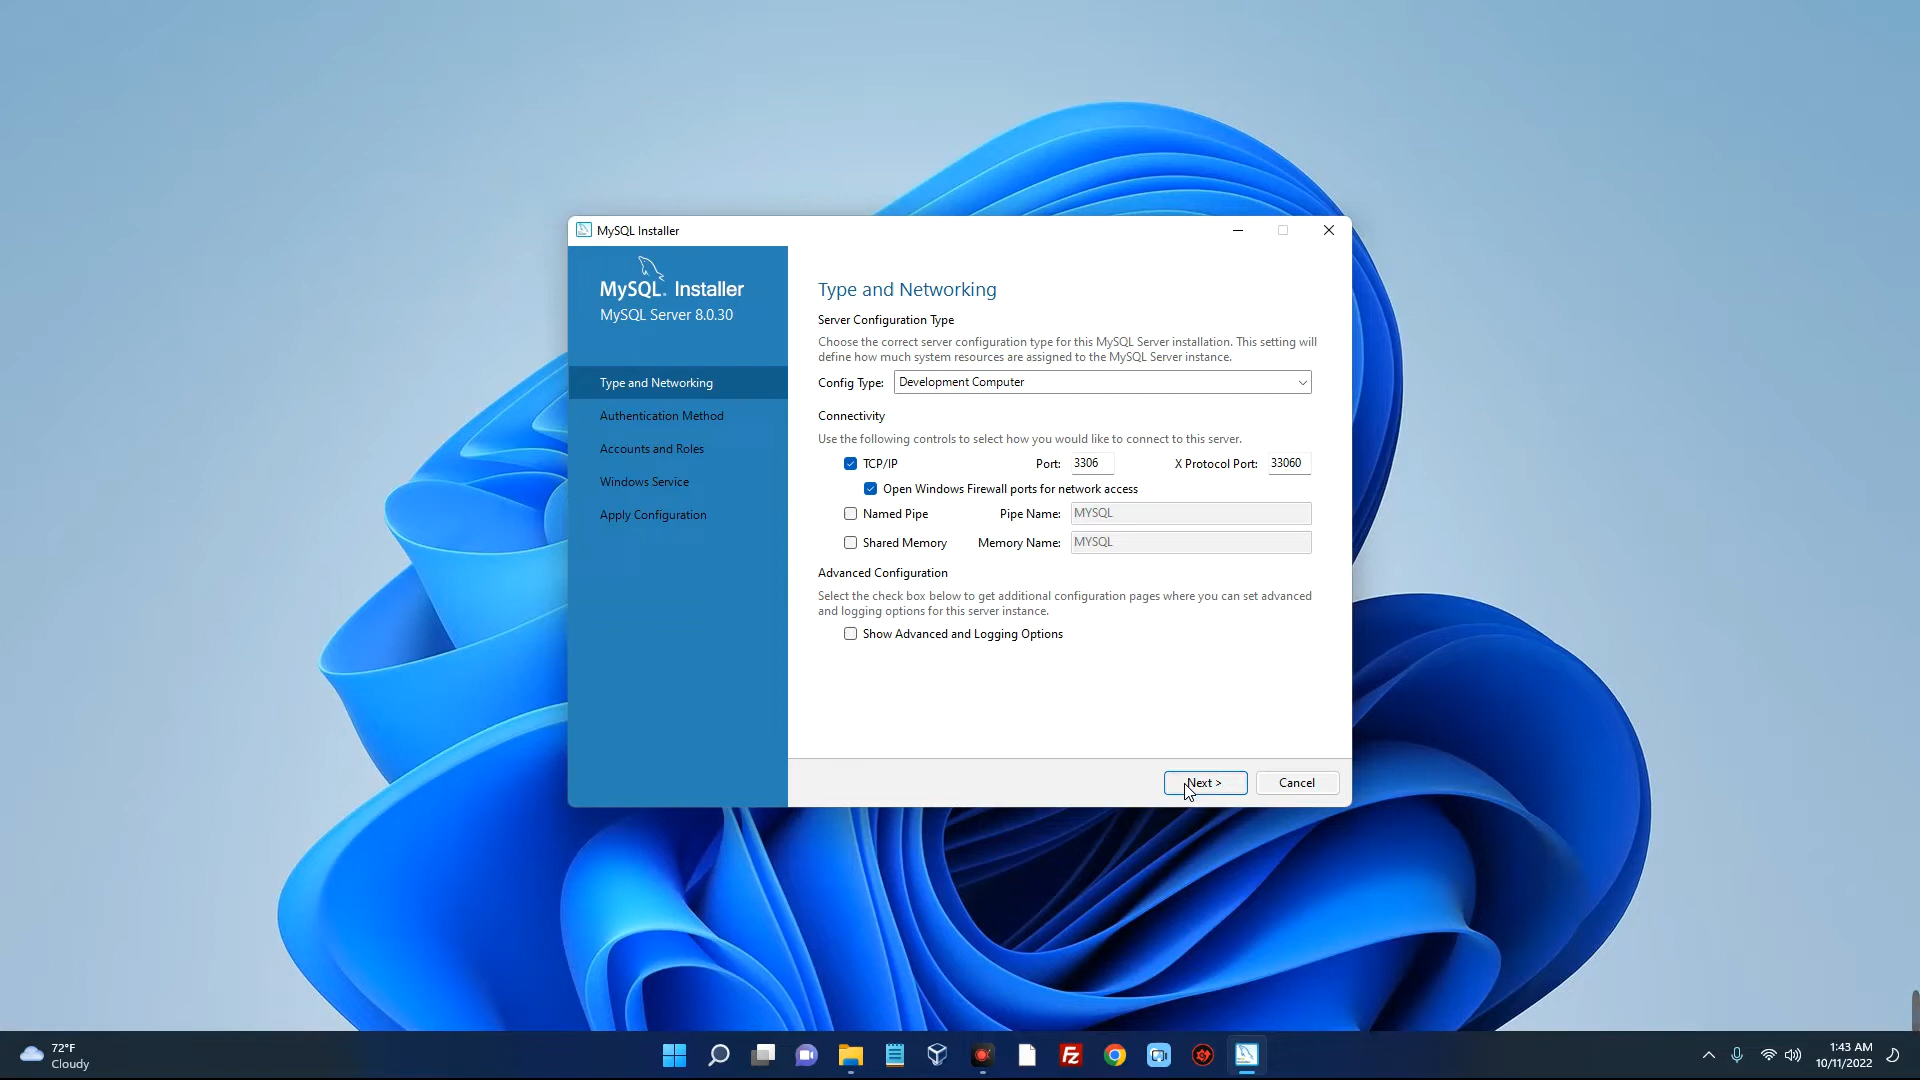 MySQL Installer
MySQL. Installer
MySQL Server 8.0.30
Type and Networking
Authentication Method
Accounts and Roles
Windows Service
Apply Configuration
Type and Networking
Server Configuration Type
Choose the correct server configuration type for this MySQL Server installation. This setting will
define how much system resources are assigned to the MySQL Server instance.
Config Type: Development Computer
Connectivity
Use the following controls to select how you would like to connect to this server.
TCP/IP Port: 3306 X Protocol Port: 33060
Open Windows Firewall ports for network access
Named Pipe Pipe Name: MYSQL
Shared Memory Memory Name: MYSQL
Advanced Configuration
Select the check box below to get additional configuration pages where you can set advanced
and logging options for this server instance.
Show Advanced and Logging Options
Next > Cancel
72°F
Cloudy
Fz
1:43 AM
10/11/2022